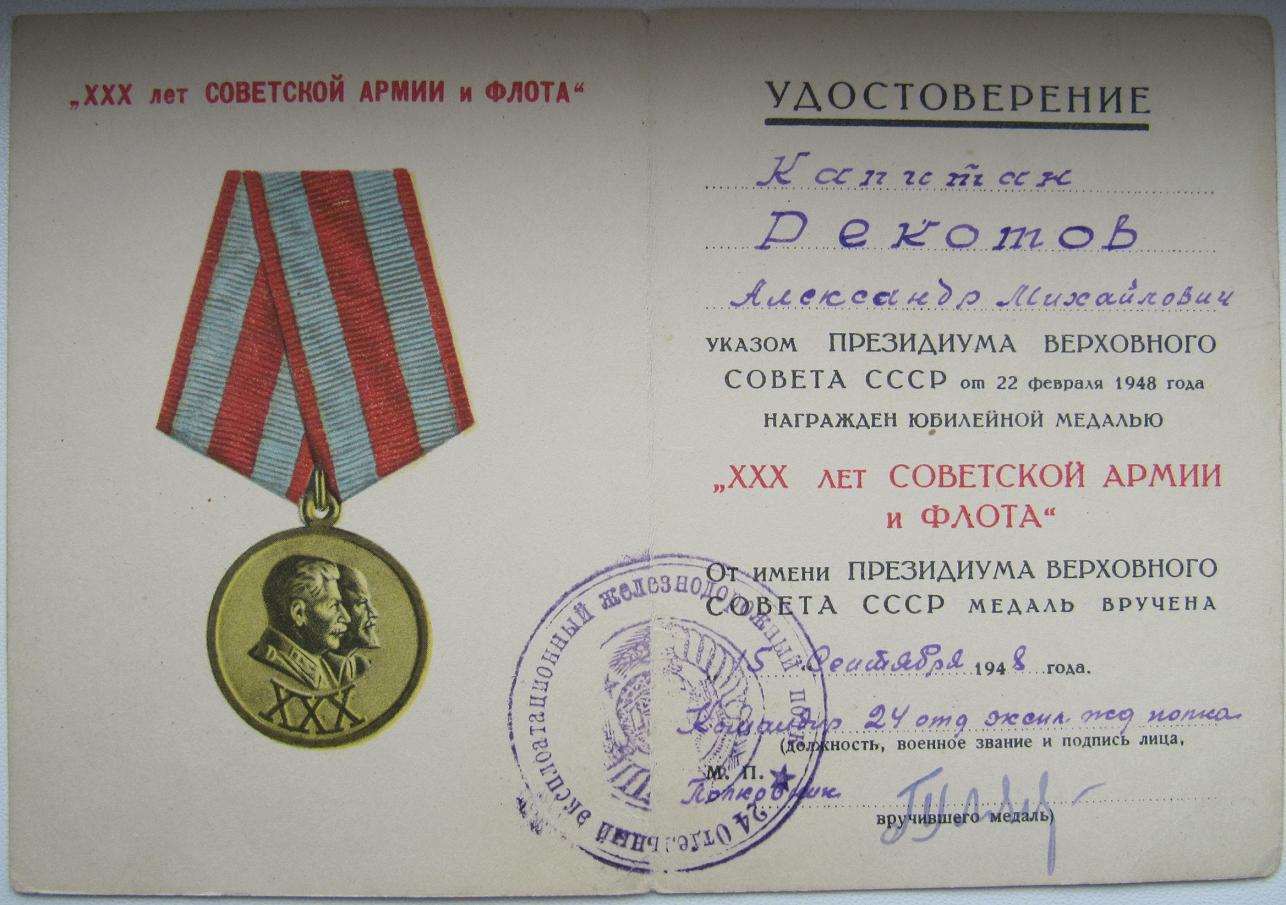 „XXX лет СОВЕТСКОЙ АРМИИ и ФЛОТА“
XXX
УДОСТОВЕРЕНИЕ
Капитан
Декотов
Александр Михайлович
УКАЗОМ ПРЕЗИДИУМА ВЕРХОВНОГО
СОВЕТА СССР от 22 февраля 1948 года
НАГРАЖДЕН ЮБИЛЕЙНОЙ МЕДАЛЬЮ
„XXX ЛЕТ СОВЕТСКОЙ АРМИИ
и ФЛОТА“
От имени ПРЕЗИДИУМА ВЕРХОВНОГО
СОВЕТА СССР МЕДАЛЬ ВРУЧЕНА
15 Сентября 1948 года.
Командир 24 отд экспл. жд полка
(должность, военное звание и подпись лица,
М. П.
Полковник
вручившего медаль)
24 Отдельный эксплоатационный железнодорожный полк